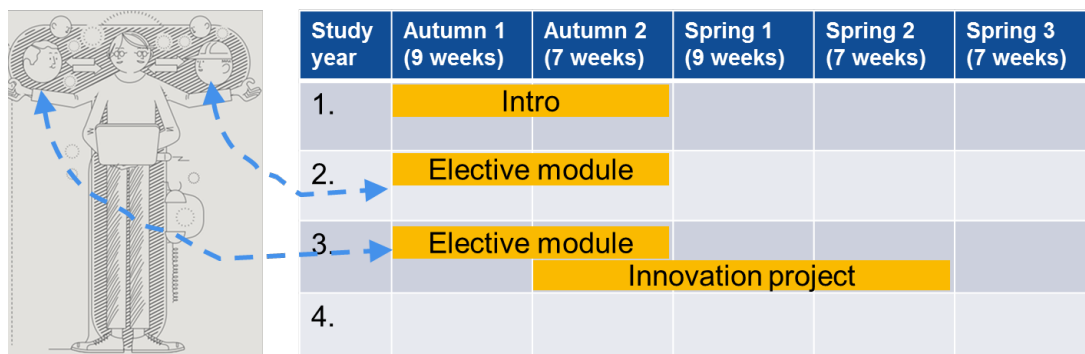 Study year
Autumn 1 (9 weeks)
Autumn 2 (7 weeks)
Spring 1 (9 weeks)
Spring 2 (7 weeks)
Spring 3 (7 weeks)
1.
Intro
2.
Elective module
3.
Elective module
Innovation project
4.